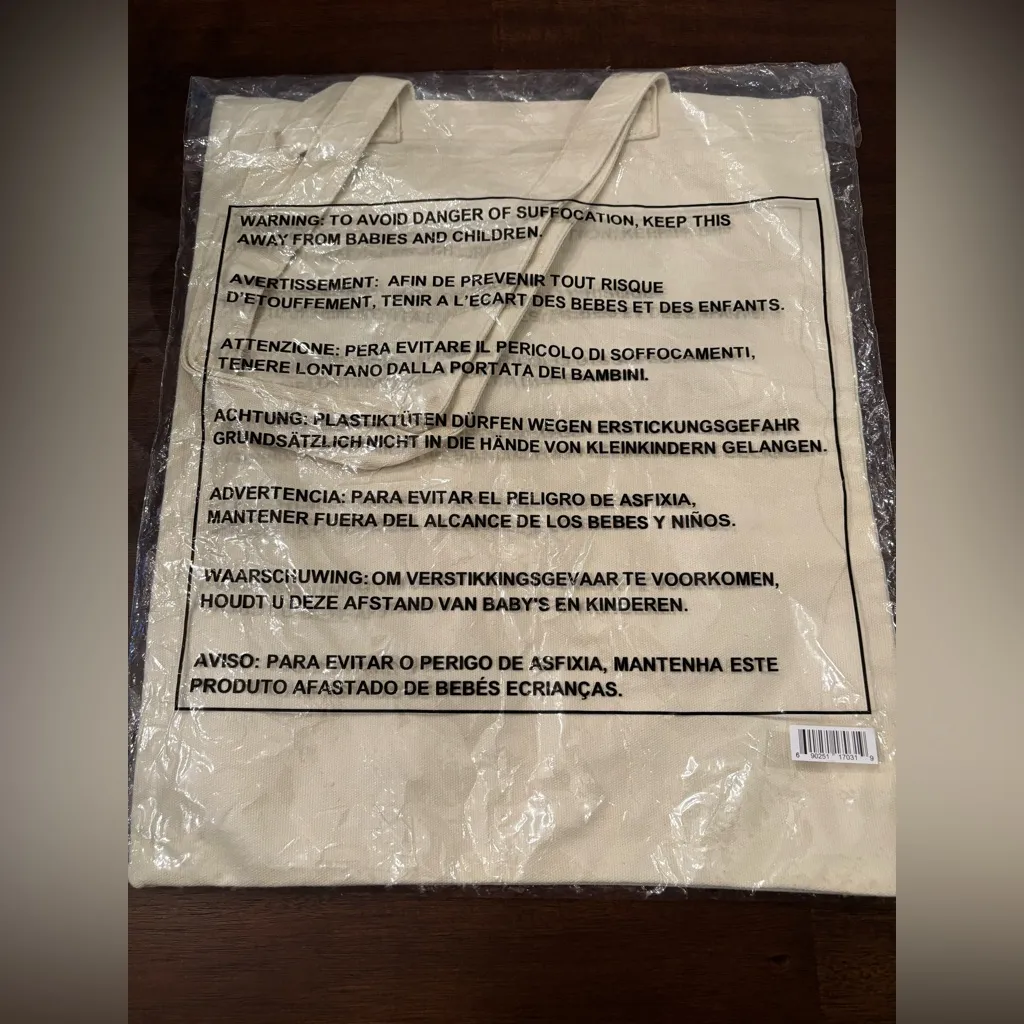 WARNING: TO AVOID DANGER OF SUFFOCATION, KEEP THIS
AWAY FROM BABIES AND CHILDREN.
AVERTISSEMENT: AFIN DE PREVENIR TOUT RISQUE
D'ETOUFFEMENT, TENIR A L'ECART DES BEBES ET DES ENFANTS.
ATTENZIONE: PERA EVITARE IL PERICOLO DI SOFFOCAMENTI,
TENERE LONTANO DALLA PORTATA DEI BAMBINI.
ACHTUNG: PLASTIKTÜTEN DÜRFEN WEGEN ERSTICKUNGSGEFAHR
GRUNDSÄTZLICH NICHT IN DIE HÄNDE VON KLEINKINDERN GELANGEN.
ADVERTENCIA: PARA EVITAR EL PELIGRO DE ASFIXIA,
MANTENER FUERA DEL ALCANCE DE LOS BEBES Y NIÑOS.
WAARSCHUWING: OM VERSTIKKINGSGEVAAR TE VOORKOMEN,
HOUDT U DEZE AFSTAND VAN BABY'S EN KINDEREN.
AVISO: PARA EVITAR O PERIGO DE ASFIXIA, MANTENHA ESTE
PRODUTO AFASTADO DE BEBÉS ECRIANÇAS.
6 90251 17031 9